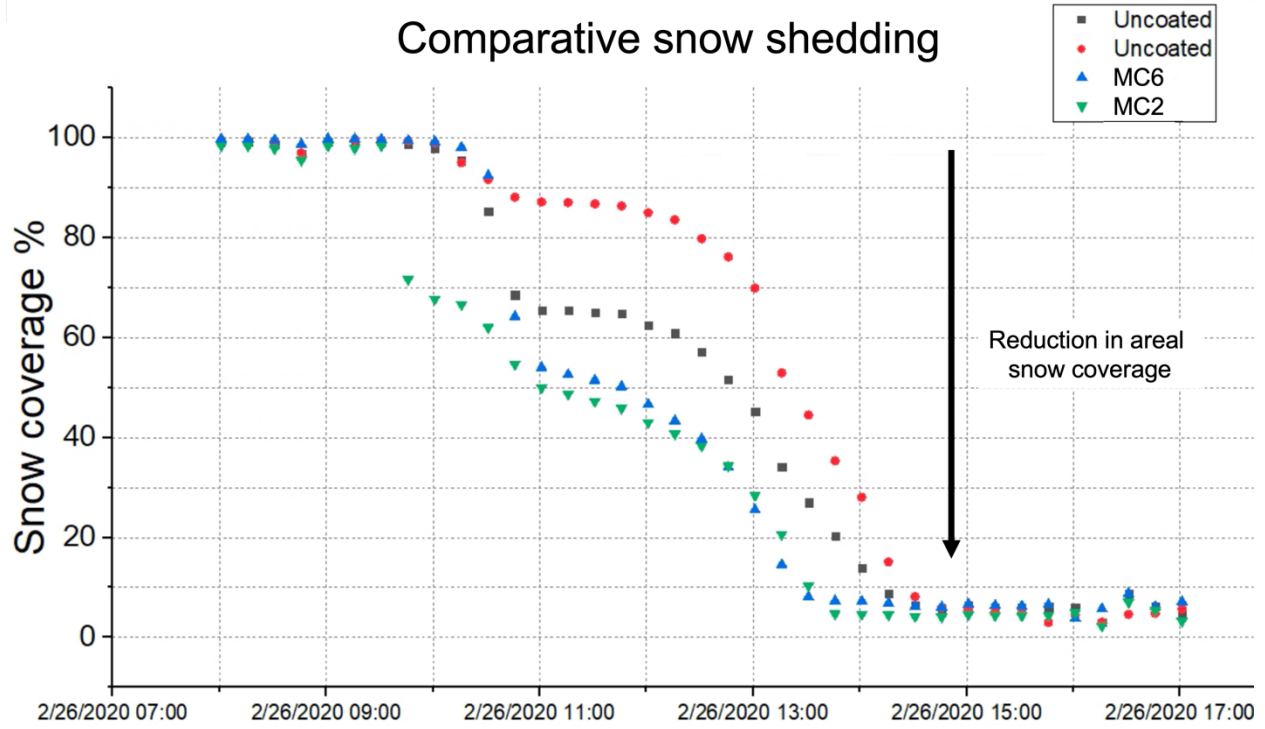 Comparative snow shedding
Uncoated
Uncoated
MC6
MC2
Snow coverage %
100
80
60
40
20
0
Reduction in areal
snow coverage
2/26/2020 07:00 2/26/2020 09:00 2/26/2020 11:00 2/26/2020 13:00 2/26/2020 15:00 2/26/2020 17:00